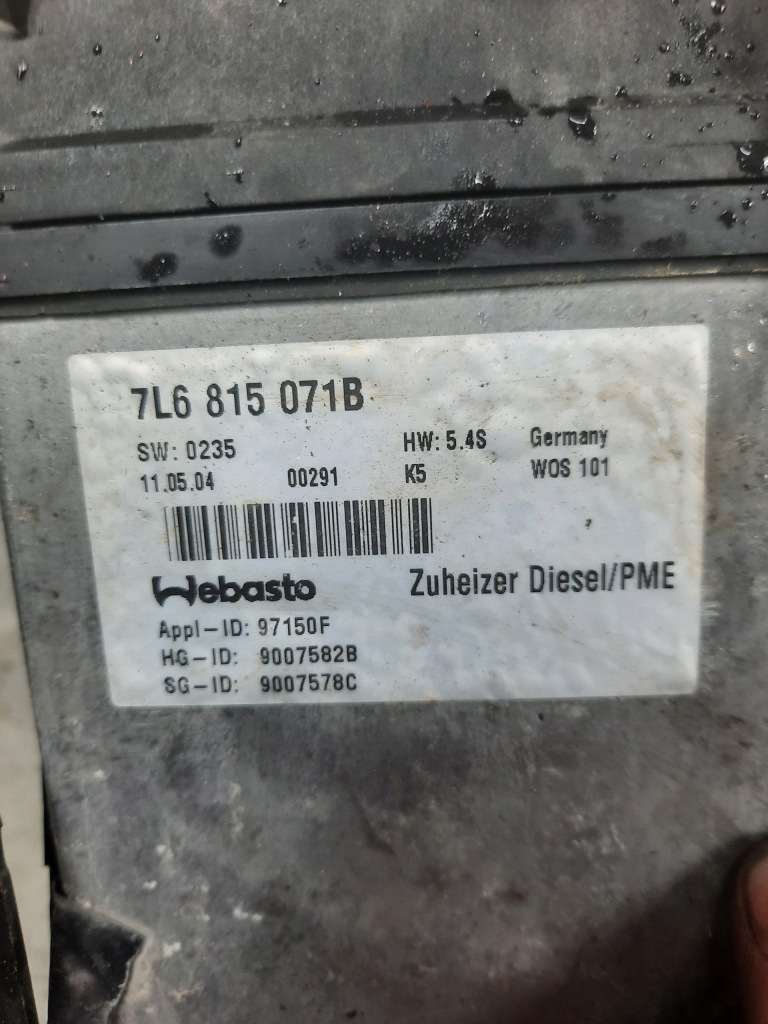 7L6 815 071B
SW: 0235 HW: 5.4S Germany
11.05.04 00291 K5 WOS 101
Webasto Zuheizer Diesel/PME
Appl-ID: 97150F
HG-ID: 9007582B
SG-ID: 9007578C